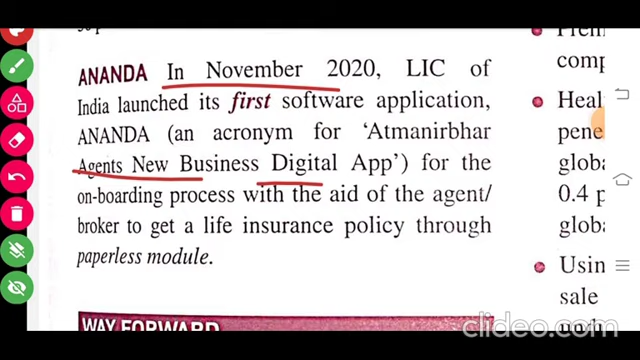 ANANDA In November 2020, LIC of
India launched its first software application,
ANANDA (an acronym for ‘Atmanirbhar
Agents New Business Digital App’) for the
on-boarding process with the aid of the agent/
broker to get a life insurance policy through
paperless module.
WAY FORWARD
comp
Heal
pene
globa
0.4 p
globa
Usin
sale
clideo.com